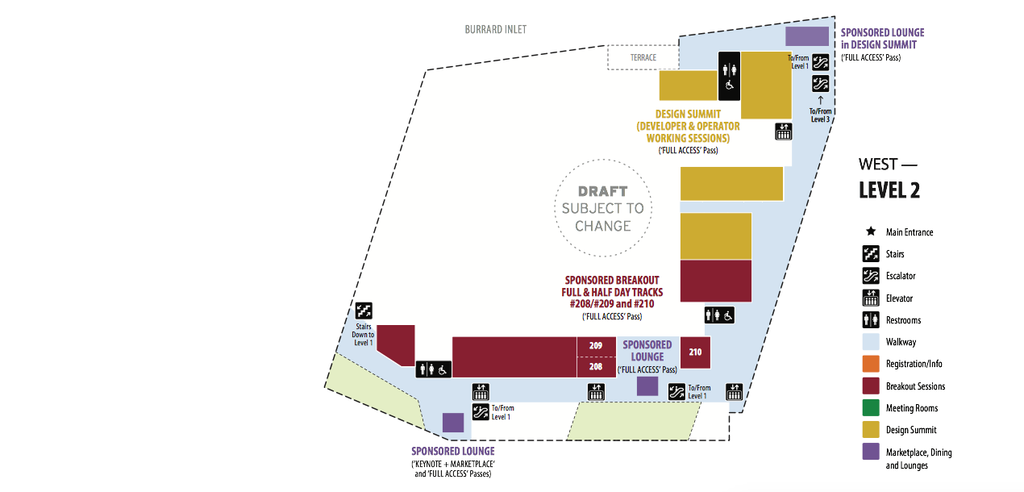 BURRARD INLET
TERRACE
SPONSORED LOUNGE
in DESIGN SUMMIT
('FULL ACCESS' Pass)
To/From
Level 1
To/From
Level 3
DESIGN SUMMIT
(DEVELOPER & OPERATOR
WORKING SESSIONS)
('FULL ACCESS' Pass)
WEST —
LEVEL 2
DRAFT
SUBJECT TO
CHANGE
Main Entrance
Stairs
Escalator
Elevator
Restrooms
Walkway
Registration/Info
Breakout Sessions
Meeting Rooms
Design Summit
Marketplace, Dining
and Lounges
SPONSORED BREAKOUT
FULL & HALF DAY TRACKS
#208/#209 and #210
('FULL ACCESS' Pass)
Stairs
Down to
Level 1
209
208
SPONSORED
LOUNGE
('FULL ACCESS' Pass)
210
To/From
Level 1
To/From
Level 1
SPONSORED LOUNGE
('KEYNOTE + MARKETPLACE'
and 'FULL ACCESS' Passes)